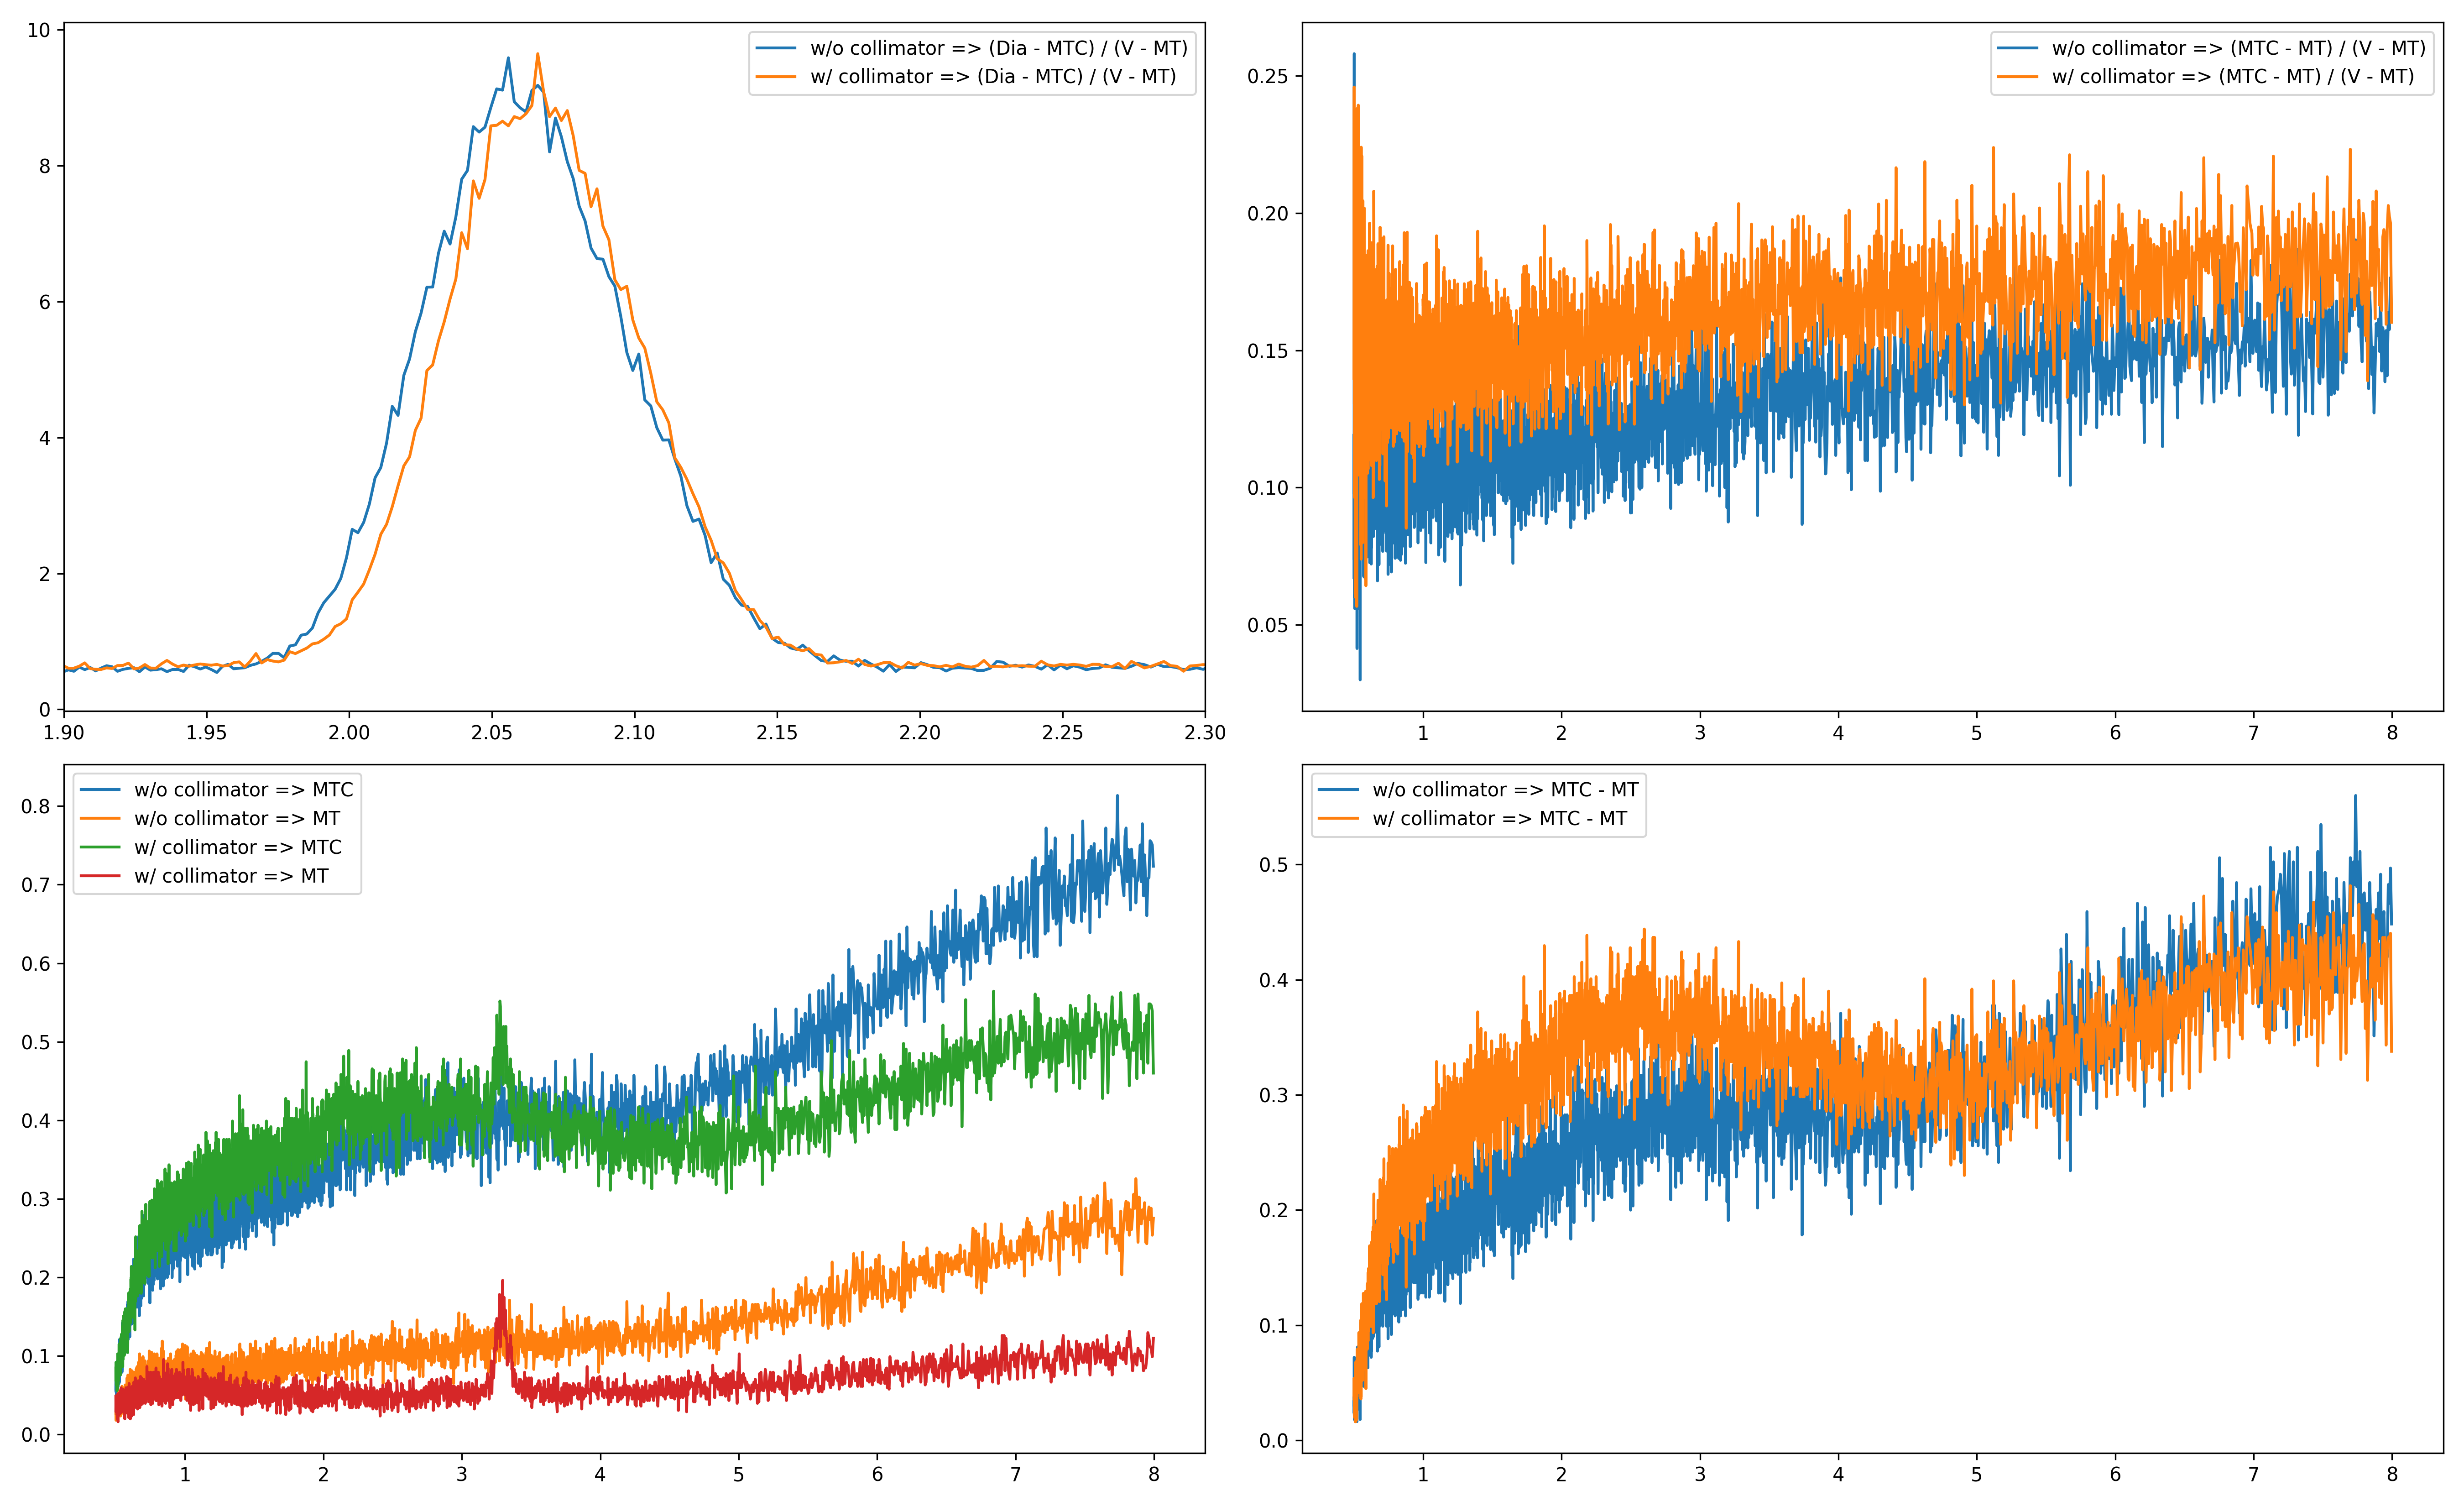 10
8
6
4
2
0
w/o collimator => (Dia - MTC) / (V - MT)
w/ collimator => (Dia - MTC) / (V - MT)
1.90 1.95 2.00 2.05 2.10 2.15 2.20 2.25 2.30
0.25
0.20
0.15
0.10
0.05
w/o collimator => (MTC - MT) / (V - MT)
w/ collimator => (MTC - MT) / (V - MT)
1 2 3 4 5 6 7 8
0.8
0.7
0.6
0.5
0.4
0.3
0.2
0.1
0.0
w/o collimator => MTC
w/o collimator => MT
w/ collimator => MTC
w/ collimator => MT
1 2 3 4 5 6 7 8
0.5
0.4
0.3
0.2
0.1
0.0
w/o collimator => MTC - MT
w/ collimator => MTC - MT
1 2 3 4 5 6 7 8